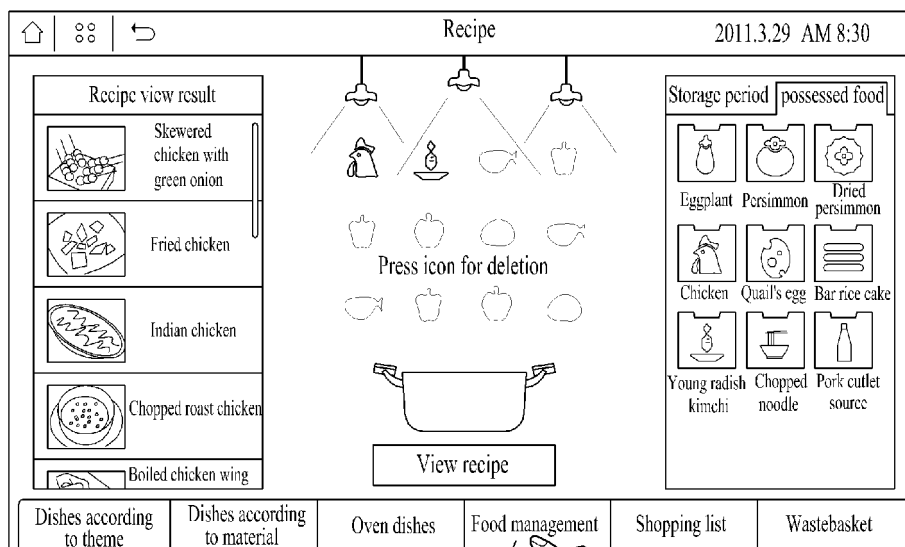 Recipe
2011.3.29 AM 8:30
Recipe view result
Skewered
chicken with
green onion
Fried chicken
Indian chicken
Chopped roast chicken
Boiled chicken wing
Press icon for deletion
View recipe
Storage period possessed food
Eggplant Persimmon Dried
persimmon
Chicken Quail's egg Bar rice cake
Young radish Chopped Pork cutlet
kimchi noodle source
Dishes according
to theme
Dishes according
to material
Oven dishes
Food management
Shopping list
Wastebasket